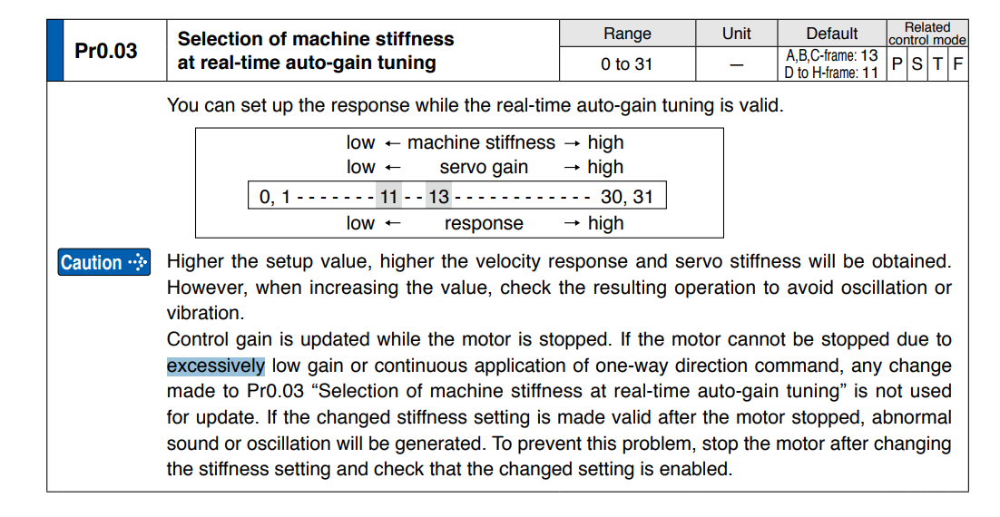 Pr0.03
Selection of machine stiffness
at real-time auto-gain tuning
Range
Unit
Default
Related
control mode
0 to 31
—
A,B,C-frame: 13
D to H-frame: 11
P S T F
You can set up the response while the real-time auto-gain tuning is valid.
low ← machine stiffness → high
low ← servo gain → high
0, 1 - - - - - - - 11 - - 13 - - - - - - - - - - - - 30, 31
low ← response → high
Caution
Higher the setup value, higher the velocity response and servo stiffness will be obtained.
However, when increasing the value, check the resulting operation to avoid oscillation or
vibration.
Control gain is updated while the motor is stopped. If the motor cannot be stopped due to
excessively low gain or continuous application of one-way direction command, any change
made to Pr0.03 “Selection of machine stiffness at real-time auto-gain tuning” is not used
for update. If the changed stiffness setting is made valid after the motor stopped, abnormal
sound or oscillation will be generated. To prevent this problem, stop the motor after changing
the stiffness setting and check that the changed setting is enabled.